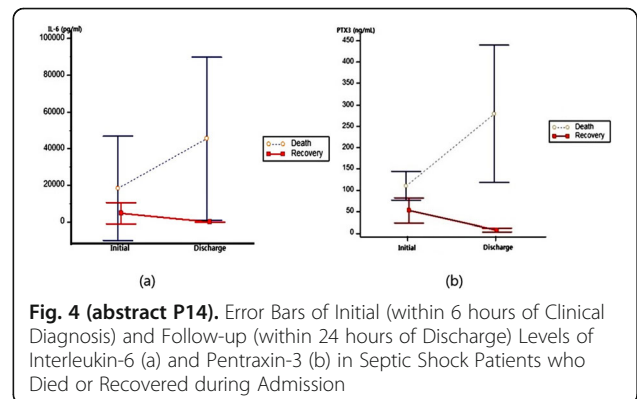 IL-6 (pg/ml)
100000
80000
60000
40000
20000
0
Initial
Discharge
Death
Recovery
(a)
PTX3 (ng/mL)
450
400
350
300
250
200
150
100
50
0
Initial
Discharge
Death
Recovery
(b)
Fig. 4 (abstract P14). Error Bars of Initial (within 6 hours of Clinical
Diagnosis) and Follow-up (within 24 hours of Discharge) Levels of
Interleukin-6 (a) and Pentraxin-3 (b) in Septic Shock Patients who
Died or Recovered during Admission